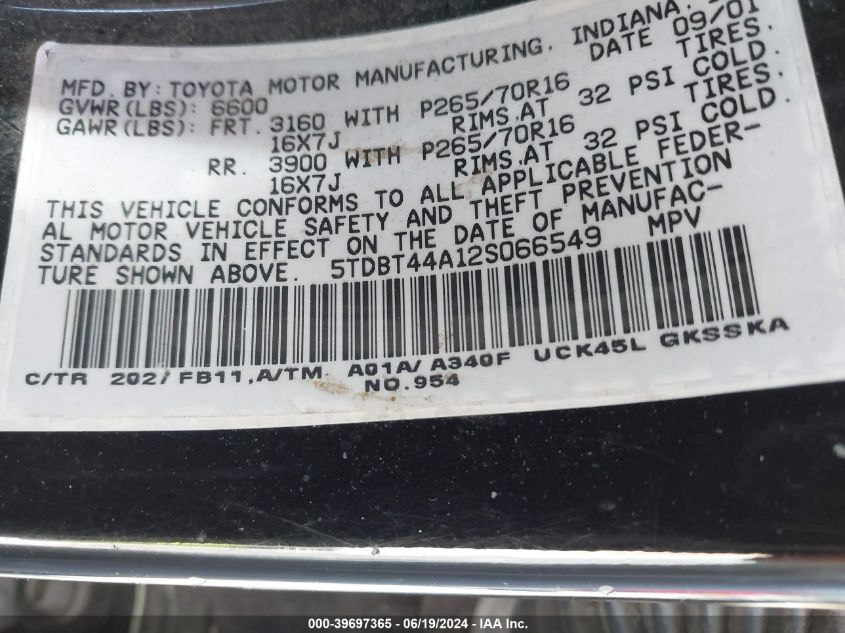 MFD. BY: TOYOTA MOTOR MANUFACTURING, INDIANA,
GVWR(LBS): 6600 DATE 09/01
GAWR(LBS): FRT. 3160 WITH P265/70R16 TIRES.
16X7J RIMS.AT 32 PSI COLD.
RR. 3900 WITH P265/70R16 TIRES.
16X7J RIMS.AT 32 PSI COLD.
THIS VEHICLE CONFORMS TO ALL APPLICABLE FEDER-
AL MOTOR VEHICLE SAFETY AND THEFT PREVENTION
STANDARDS IN EFFECT ON THE DATE OF MANUFAC-
TURE SHOWN ABOVE. 5TDBT44A12S066549 MPV
C/TR 202/FB11,A/TM. A01A/A340F UCK45L GKSSKA
NO.954
000-39697365 - 06/19/2024 - IAA Inc.